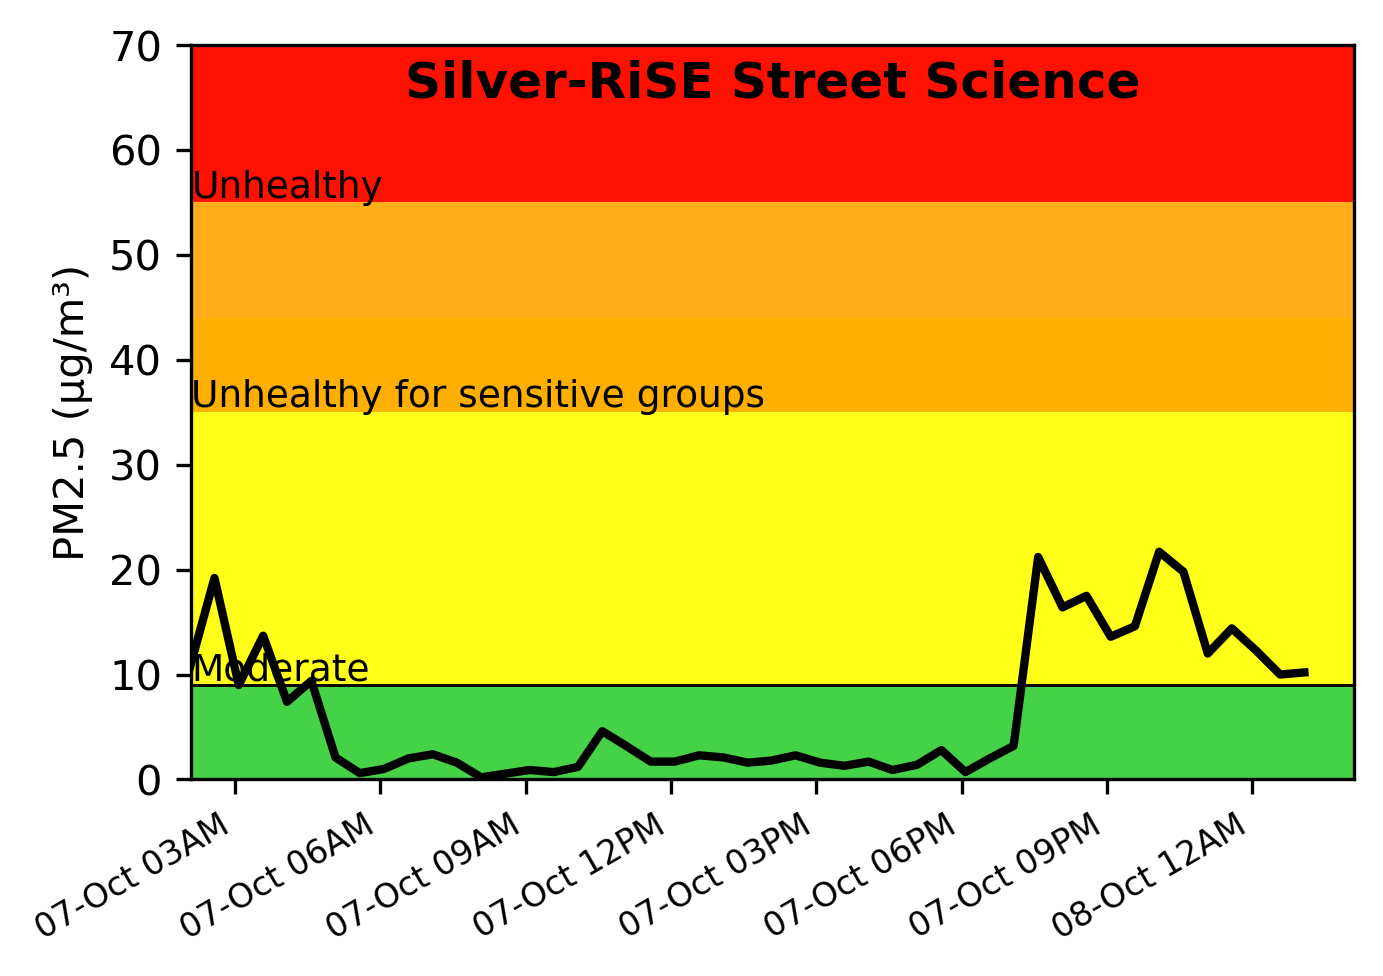 Silver-RiSE Street Science
70
60
50
40
30
20
10
0
PM2.5 (µg/m³)
Unhealthy
Unhealthy for sensitive groups
Moderate
07-Oct 03AM
07-Oct 06AM
07-Oct 09AM
07-Oct 12PM
07-Oct 03PM
07-Oct 06PM
07-Oct 09PM
08-Oct 12AM